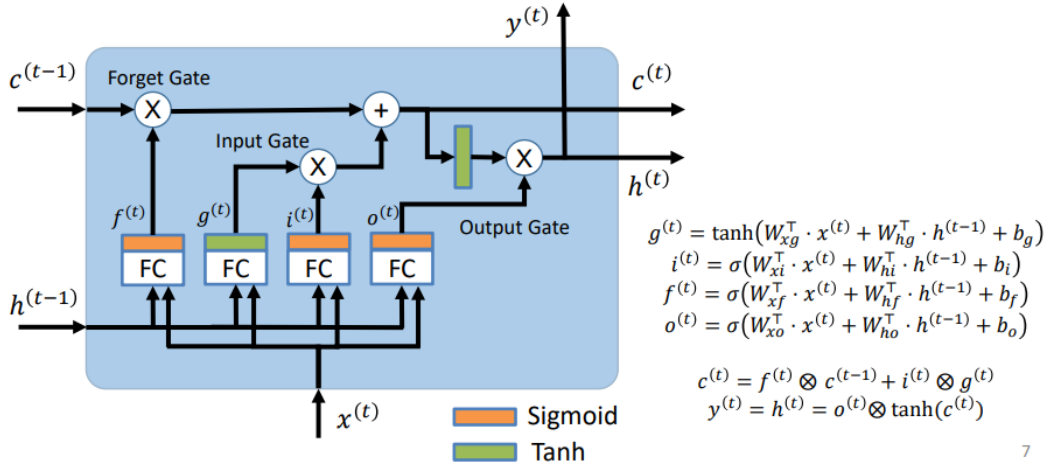 y^(t)
c^(t−1)
Forget Gate
c^(t)
X
+
Input Gate
X
X
h^(t)
f^(t)
g^(t)
i^(t)
o^(t)
Output Gate
FC
FC
FC
FC
h^(t−1)
x^(t)
Sigmoid
Tanh
g^(t) = tanh(W_xg^⊤ · x^(t) + W_hg^⊤ · h^(t−1) + b_g)
i^(t) = σ(W_xi^⊤ · x^(t) + W_hi^⊤ · h^(t−1) + b_i)
f^(t) = σ(W_xf^⊤ · x^(t) + W_hf^⊤ · h^(t−1) + b_f)
o^(t) = σ(W_xo^⊤ · x^(t) + W_ho^⊤ · h^(t−1) + b_o)
c^(t) = f^(t) ⊗ c^(t−1) + i^(t) ⊗ g^(t)
y^(t) = h^(t) = o^(t) ⊗ tanh(c^(t))
7